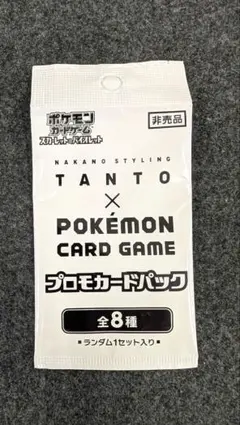 ポケモン
カードゲーム
スカーレット&バイオレット
非売品
NAKANO STYLING
TANTO
×
POKÉMON
CARD GAME
プロモカードパック
全8種
■ランダム1セット入り■